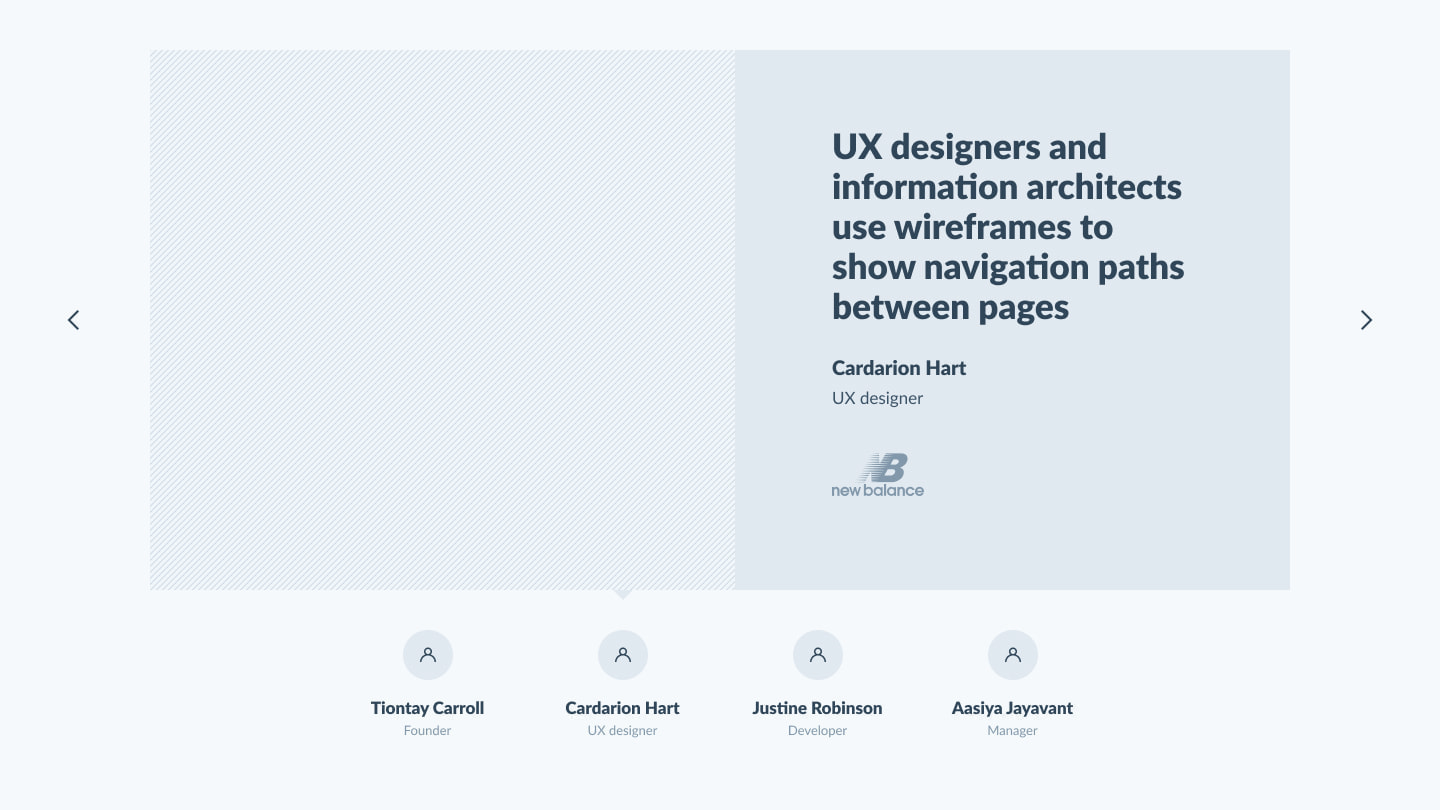 UX designers and
information architects
use wireframes to
show navigation paths
between pages
Cardarion Hart
UX designer
NB
new balance
Tiontay Carroll
Founder
Cardarion Hart
UX designer
Justine Robinson
Developer
Aasiya Jayavant
Manager